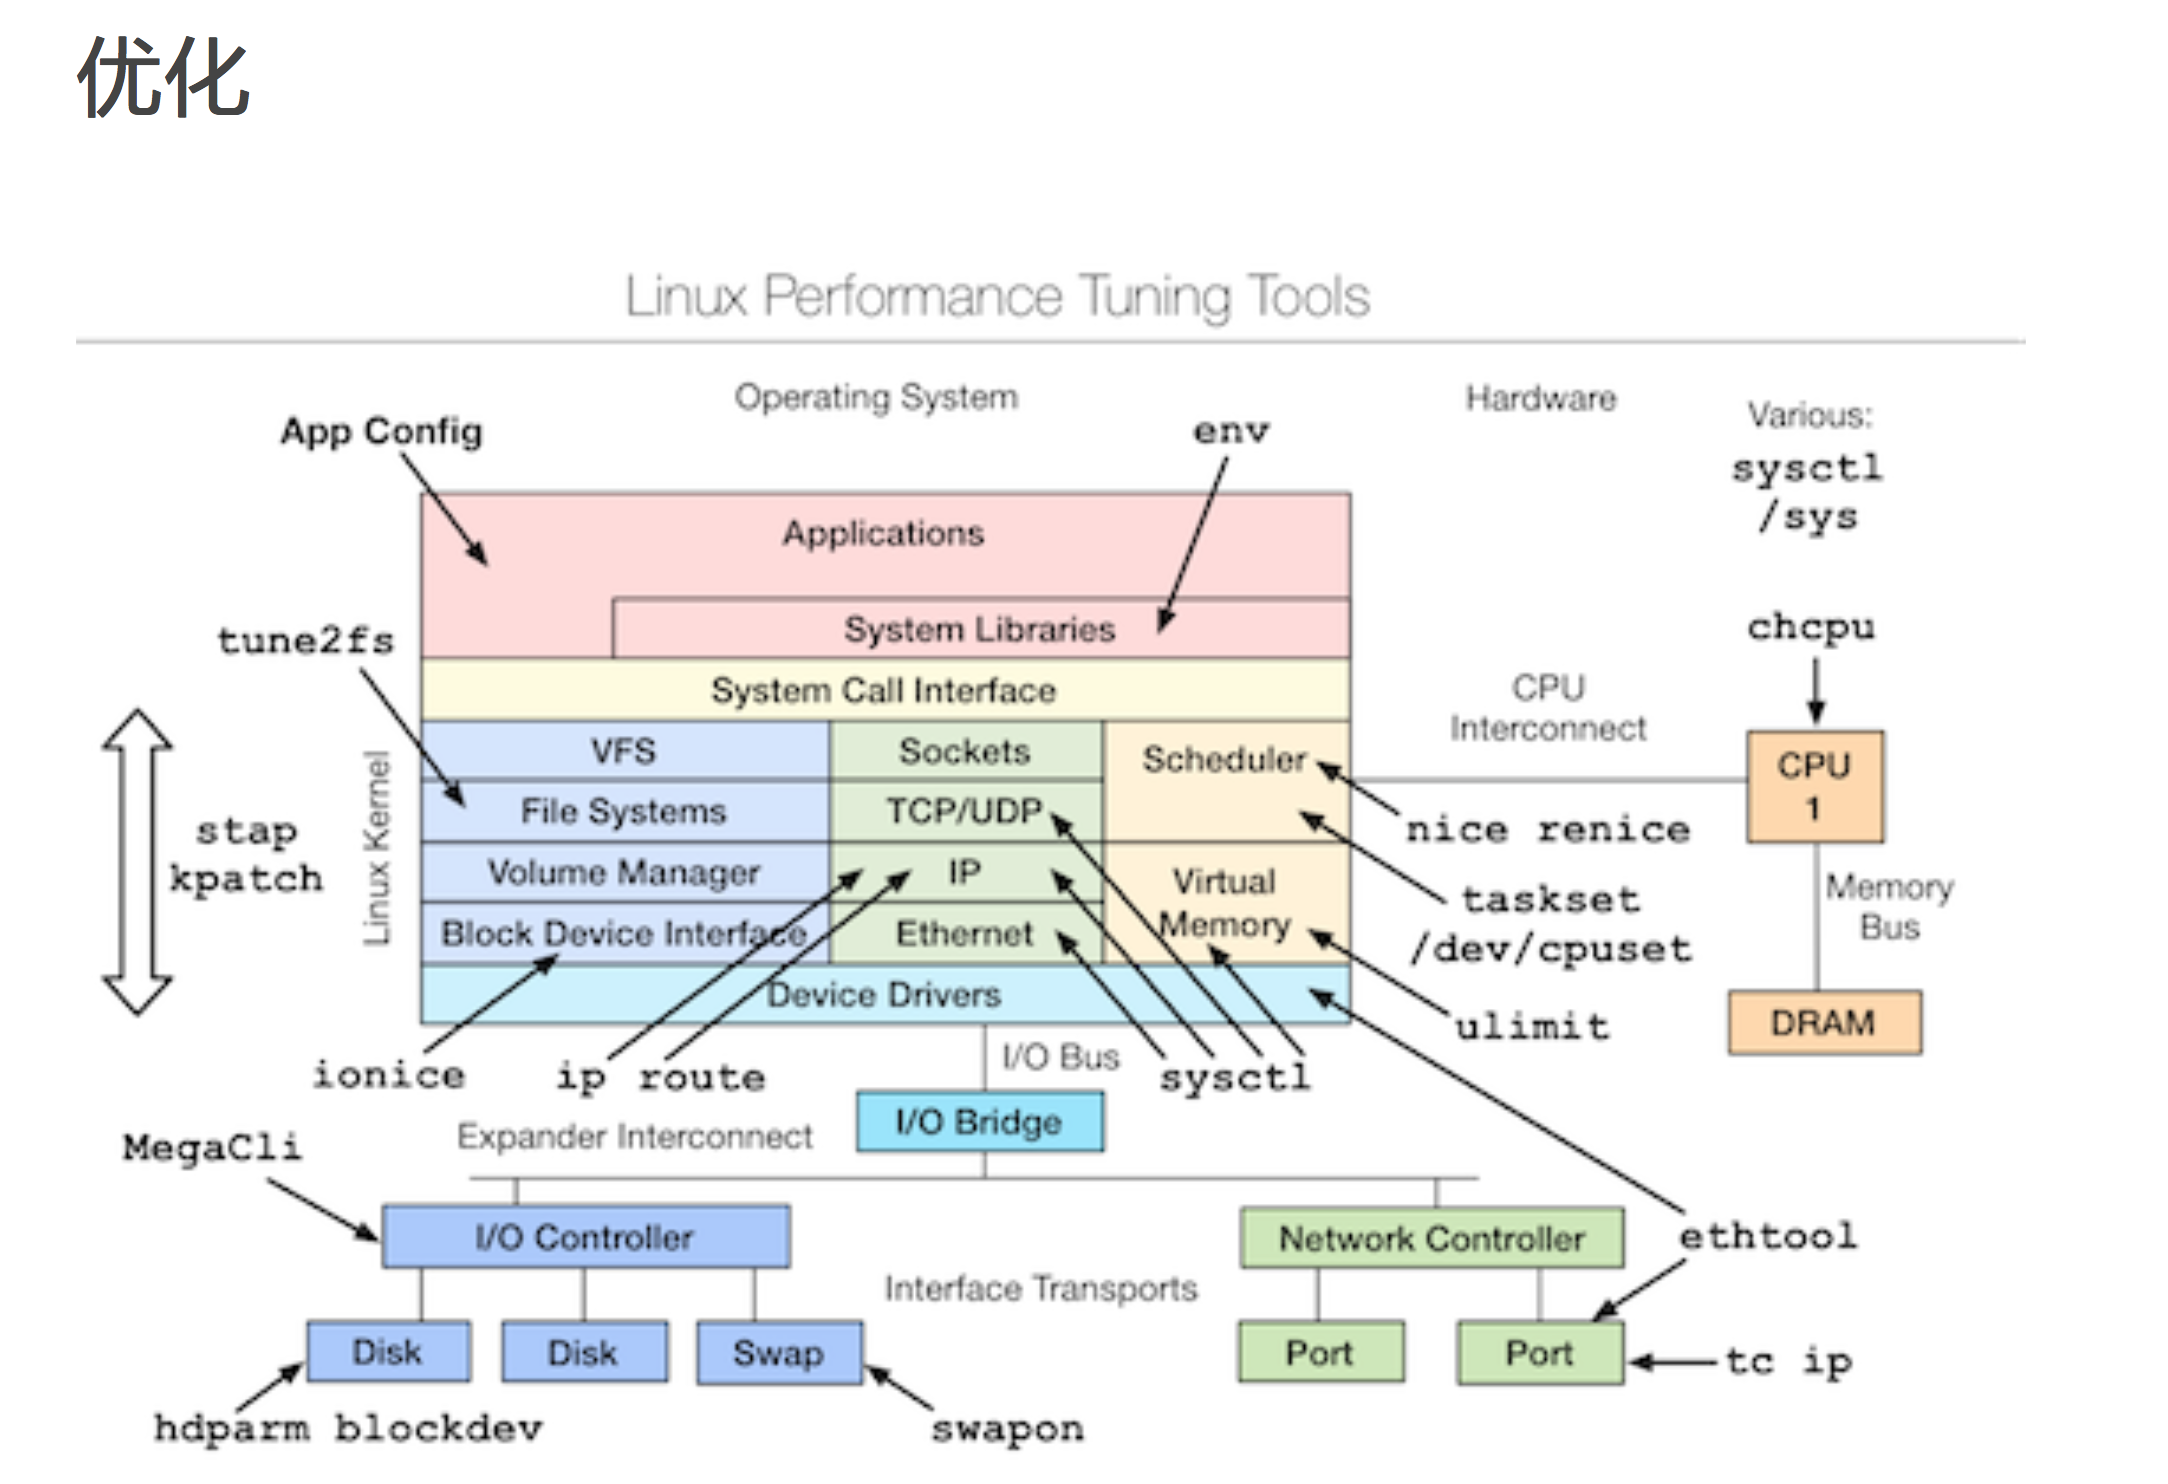 优化
Linux Performance Tuning Tools
Operating System
Hardware
Various:
sysctl
/sys
App Config
env
Applications
System Libraries
System Call Interface
tune2fs
chcpu
CPU
Interconnect
VFS
Sockets
Scheduler
CPU
1
File Systems
TCP/UDP
nice renice
stap
kpatch
Linux Kernel
Volume Manager
IP
Virtual
Memory
taskset
/dev/cpuset
Memory
Bus
Block Device Interface
Ethernet
Device Drivers
ulimit
DRAM
ionice
ip route
I/O Bus
sysctl
I/O Bridge
Expander Interconnect
MegaCli
I/O Controller
Network Controller
ethtool
Interface Transports
Disk
Disk
Swap
Port
Port
tc ip
hdparm blockdev
swapon